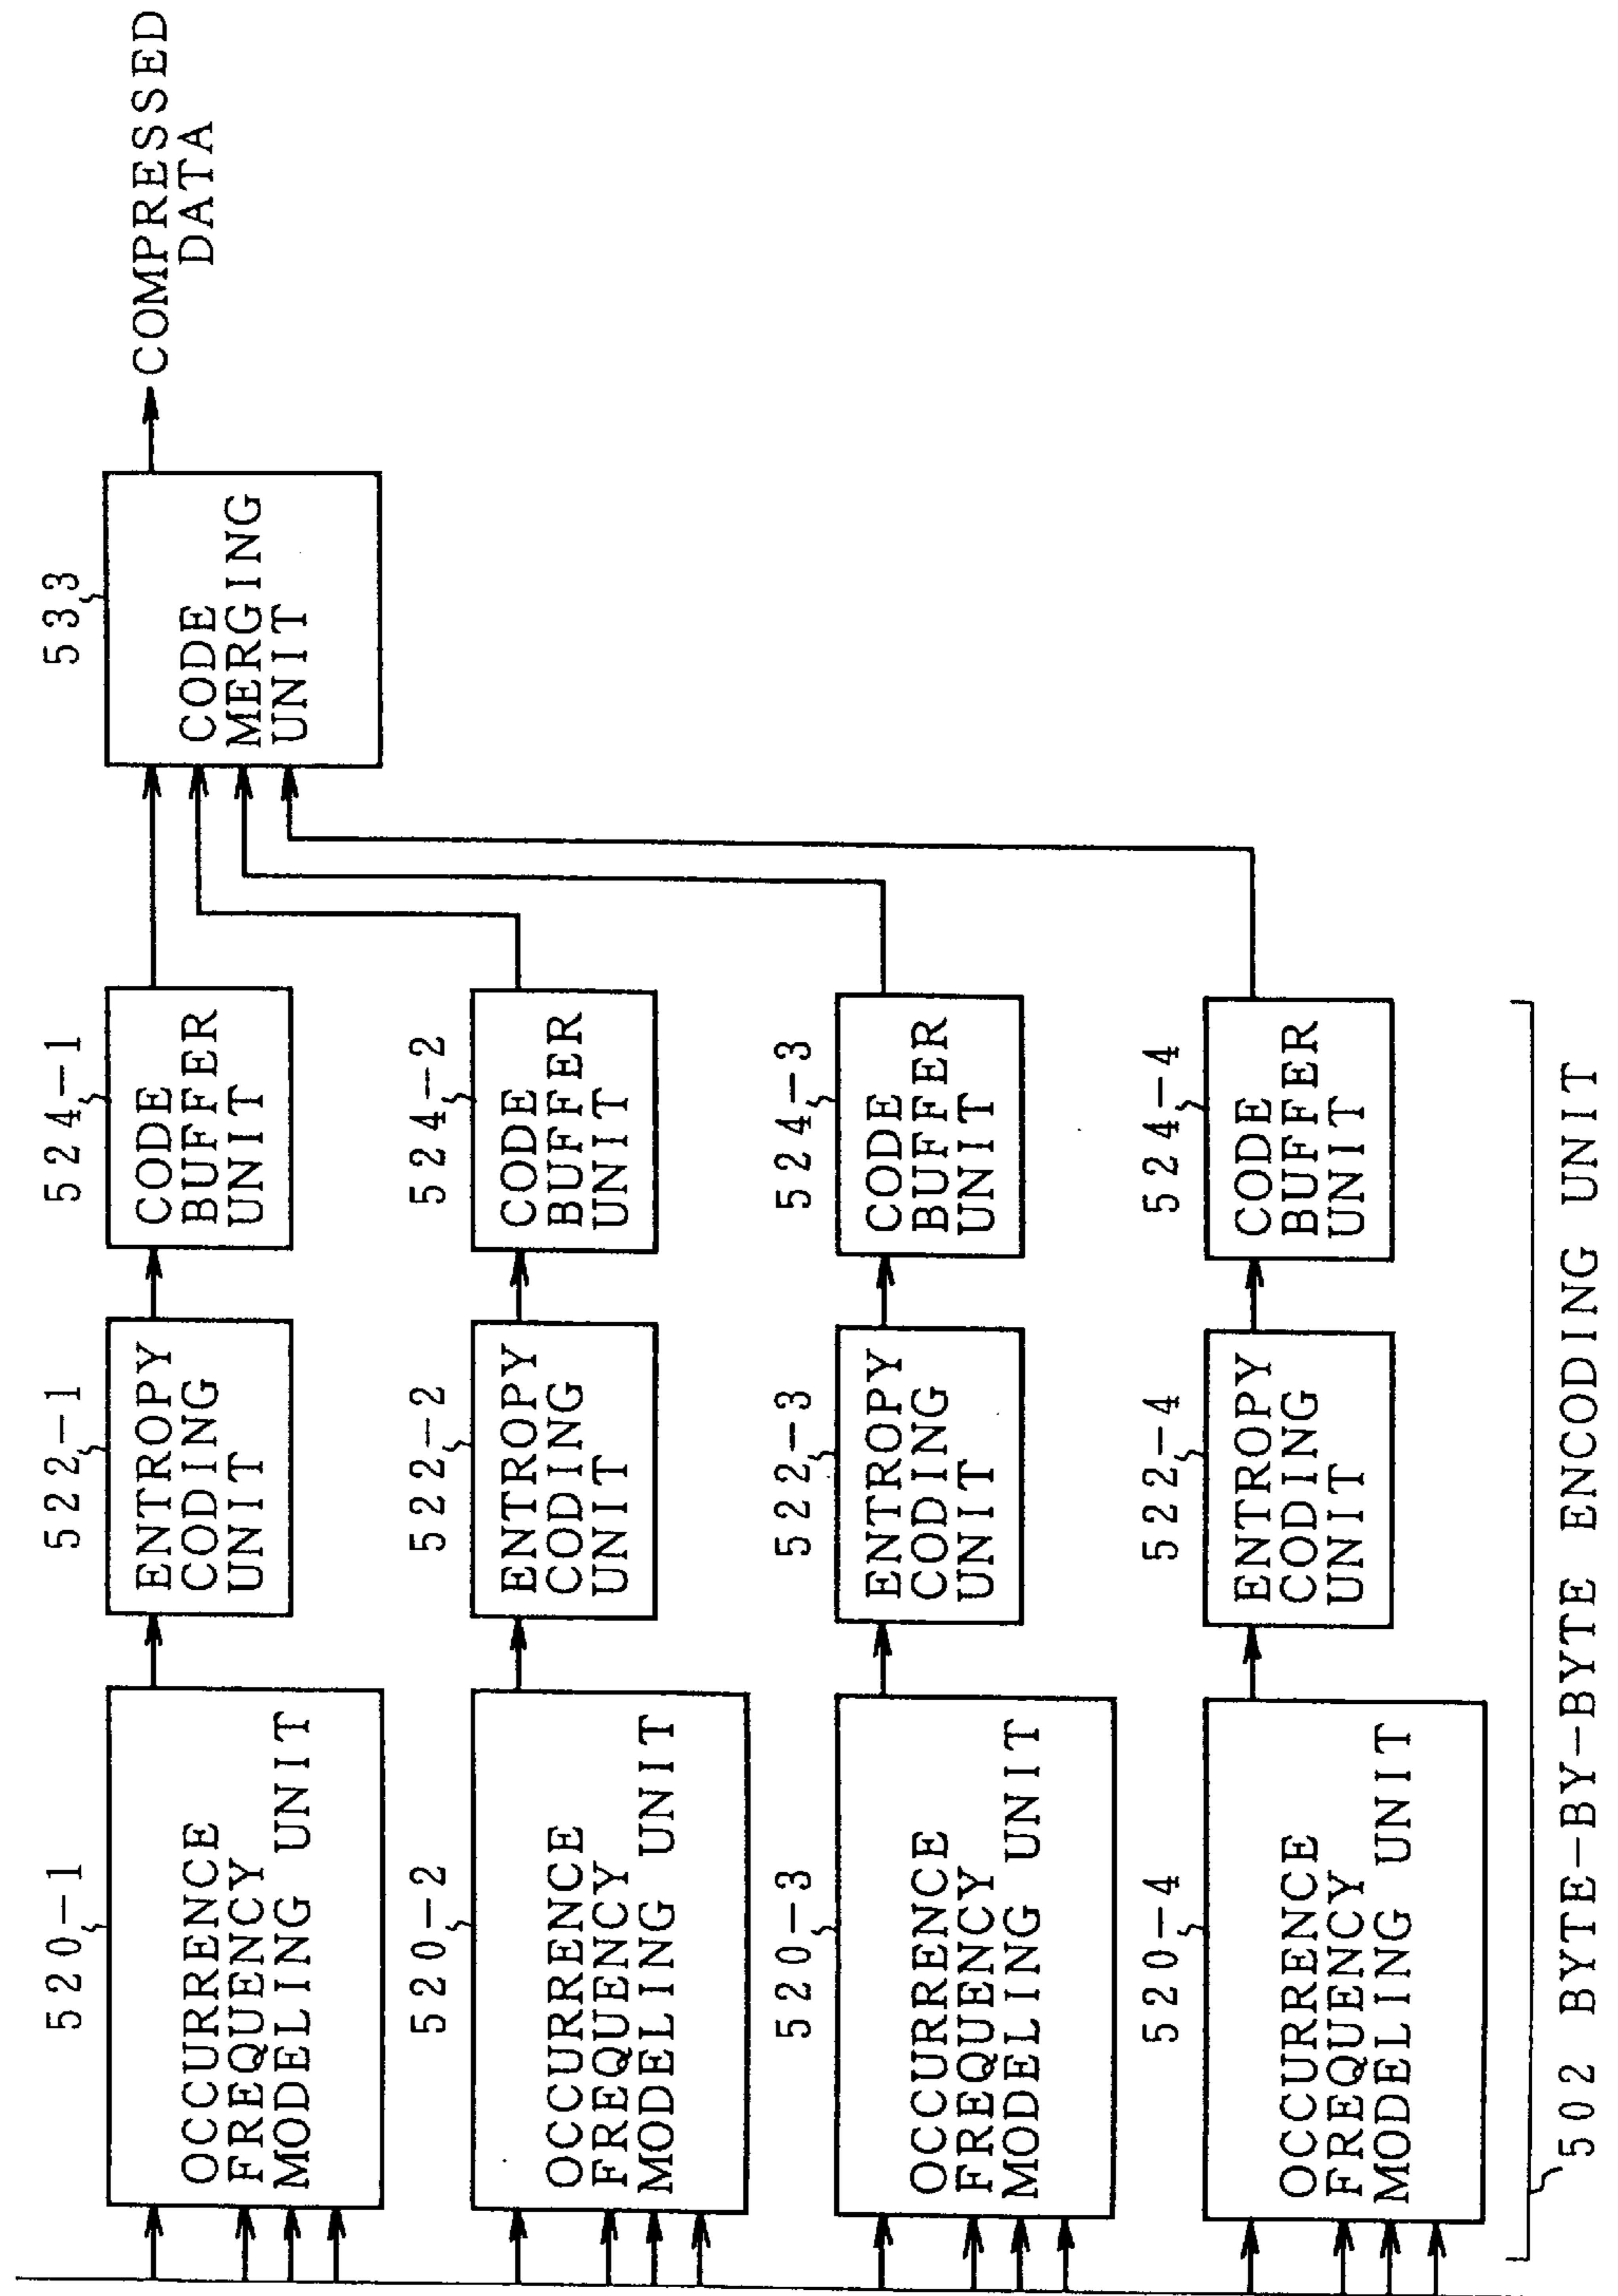 520-1
OCCURRENCE
FREQUENCY
MODELING UNIT
522-1
ENTROPY
CODING
UNIT
524-1
CODE
BUFFER
UNIT
533
CODE
MERGING
UNIT
COMPRESSED
DATA
520-2
OCCURRENCE
FREQUENCY
MODELING UNIT
522-2
ENTROPY
CODING
UNIT
524-2
CODE
BUFFER
UNIT
520-3
OCCURRENCE
FREQUENCY
MODELING UNIT
522-3
ENTROPY
CODING
UNIT
524-3
CODE
BUFFER
UNIT
520-4
OCCURRENCE
FREQUENCY
MODELING UNIT
522-4
ENTROPY
CODING
UNIT
524-4
CODE
BUFFER
UNIT
502 BYTE-BY-BYTE ENCODING UNIT